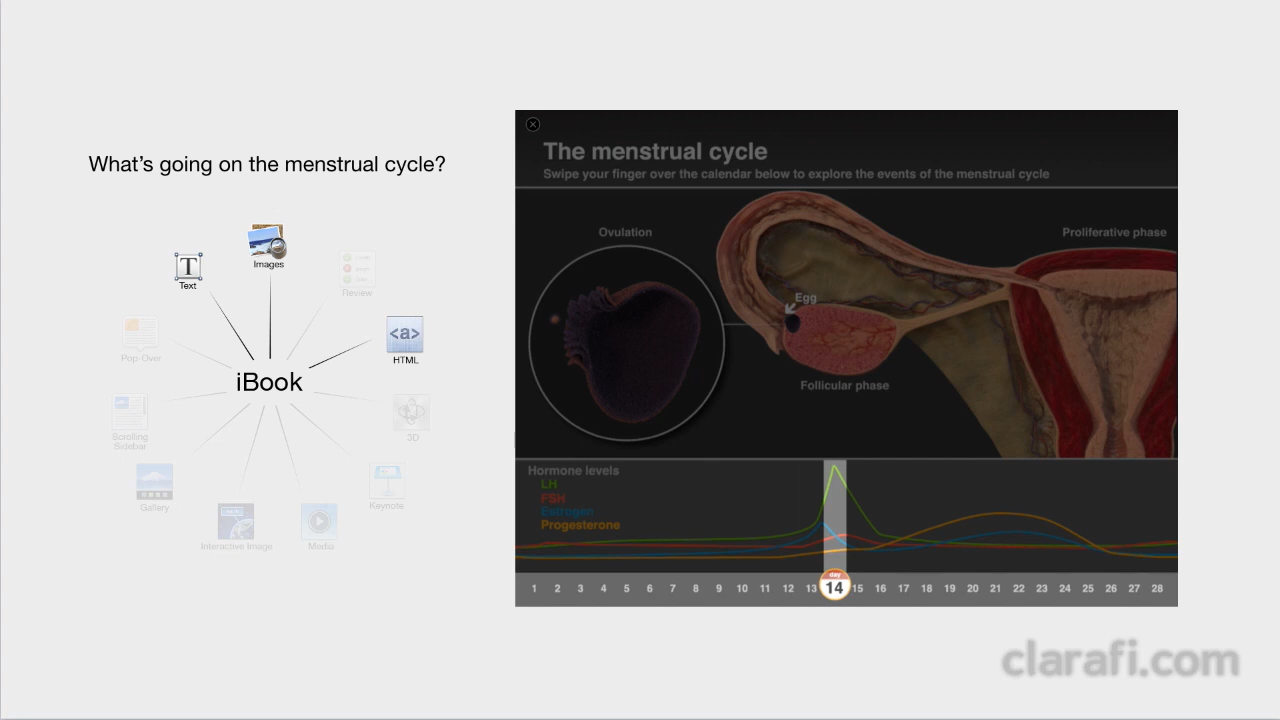 What's going on the menstrual cycle?
Images
Text
Review
<a>
HTML
Pop-Over
iBook
3D
Scrolling
Sidebar
Gallery
Keynote
Interactive Image
Media
The menstrual cycle
Swipe your finger over the calendar below to explore the events of the menstrual cycle
Ovulation
Proliferative phase
Egg
Follicular phase
Hormone levels
LH
FSH
Estrogen
Progesterone
day
1 2 3 4 5 6 7 8 9 10 11 12 13 14 15 16 17 18 19 20 21 22 23 24 25 26 27 28
clarafi.com